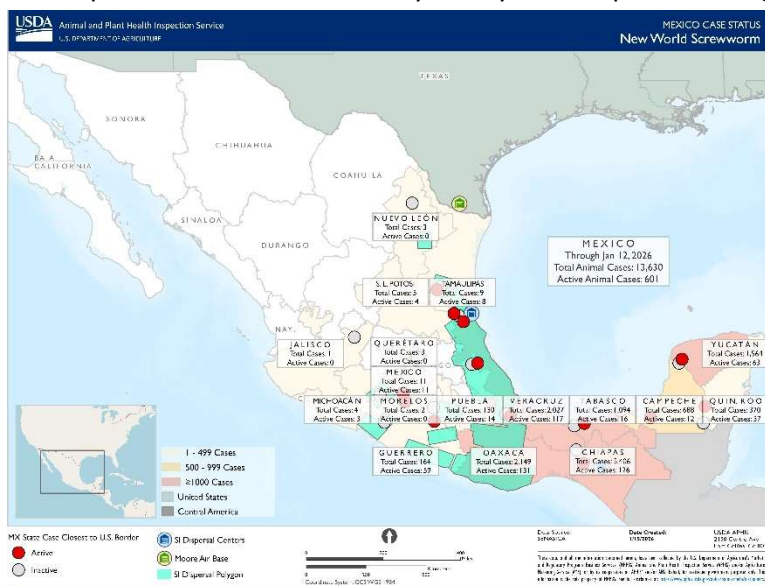 USDA
Animal and Plant Health Inspection Service
U.S. DEPARTMENT OF AGRICULTURE
MEXICO CASE STATUS
New World Screwworm
TEXAS
SONORA
CHIHUAHUA
BAJA
CALIFORNIA
COAHUILA
SINALOA
DURANGO
NAY.
NUEVO LEÓN
Total Cases: 3
Active Cases: 0
MEXICO
Through Jan 12, 2026
Total Animal Cases: 13,630
Active Animal Cases: 601
S. L. POTOS
Total Cases: 5
Active Cases: 4
TAMAULIPAS
Total Cases: 9
Active Cases: 8
JALISCO
Total Cases: 1
Active Cases: 0
QUERÉTARO
Total Cases: 3
Active Cases: 0
MEXICO
Total Cases: 11
Active Cases: 11
YUCATÁN
Total Cases: 1,561
Active Cases: 63
MICHOACÁN
Total Cases: 4
Active Cases: 3
MORELOS
Total Cases: 2
Active Cases: 0
PUEBLA
Total Cases: 130
Active Cases: 14
VERACRUZ
Total Cases: 2,027
Active Cases: 117
TABASCO
Total Cases: 1,094
Active Cases: 16
CAMPECHE
Total Cases: 688
Active Cases: 12
QUIN. ROO
Total Cases: 370
Active Cases: 37
GUERRERO
Total Cases: 164
Active Cases: 59
OAXACA
Total Cases: 2,149
Active Cases: 131
CHIAPAS
Total Cases: 5,406
Active Cases: 126
1 - 499 Cases
500 - 999 Cases
≥1000 Cases
United States
Central America
MX State Case Closest to U.S. Border
Active
Inactive
SI Dispersal Centers
Moore Air Base
SI Dispersal Polygon
Data Source:
Date Created:
USDA APHIS